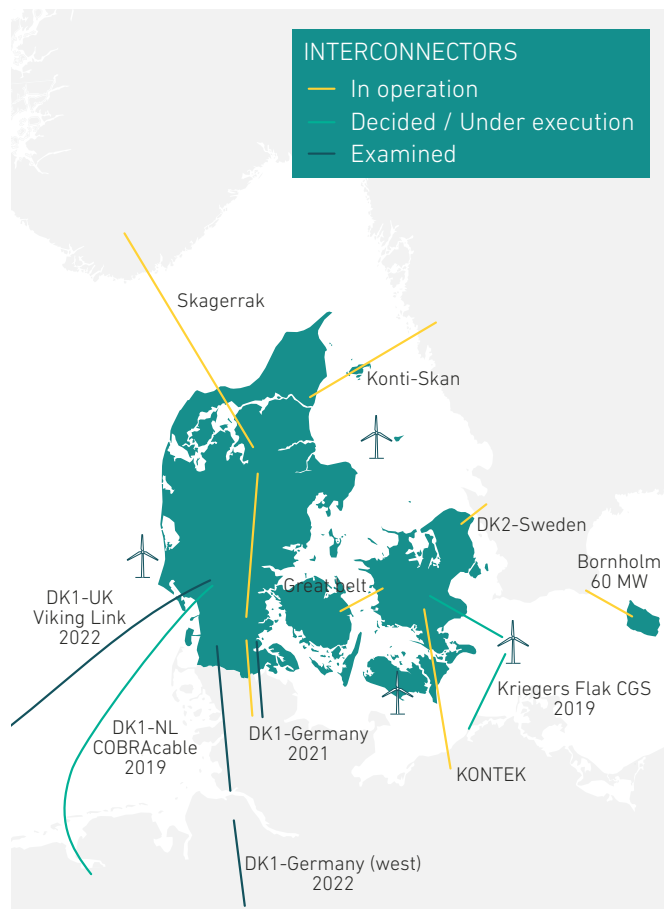 INTERCONNECTORS
In operation
Decided / Under execution
Examined
Skagerrak
Konti-Skan
DK2-Sweden
Bornholm
60 MW
Great belt
DK1-UK
Viking Link
2022
Kriegers Flak CGS
2019
DK1-NL
COBRAcable
2019
DK1-Germany
2021
KONTEK
DK1-Germany (west)
2022